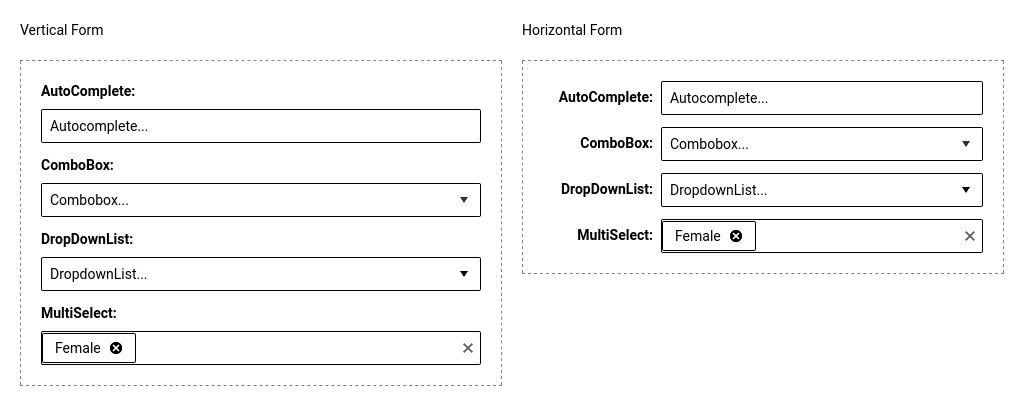 Vertical Form
AutoComplete:
Autocomplete...
ComboBox:
Combobox...
DropDownList:
DropdownList...
MultiSelect:
Female
Horizontal Form
AutoComplete: Autocomplete...
ComboBox: Combobox...
DropDownList: DropdownList...
MultiSelect: Female